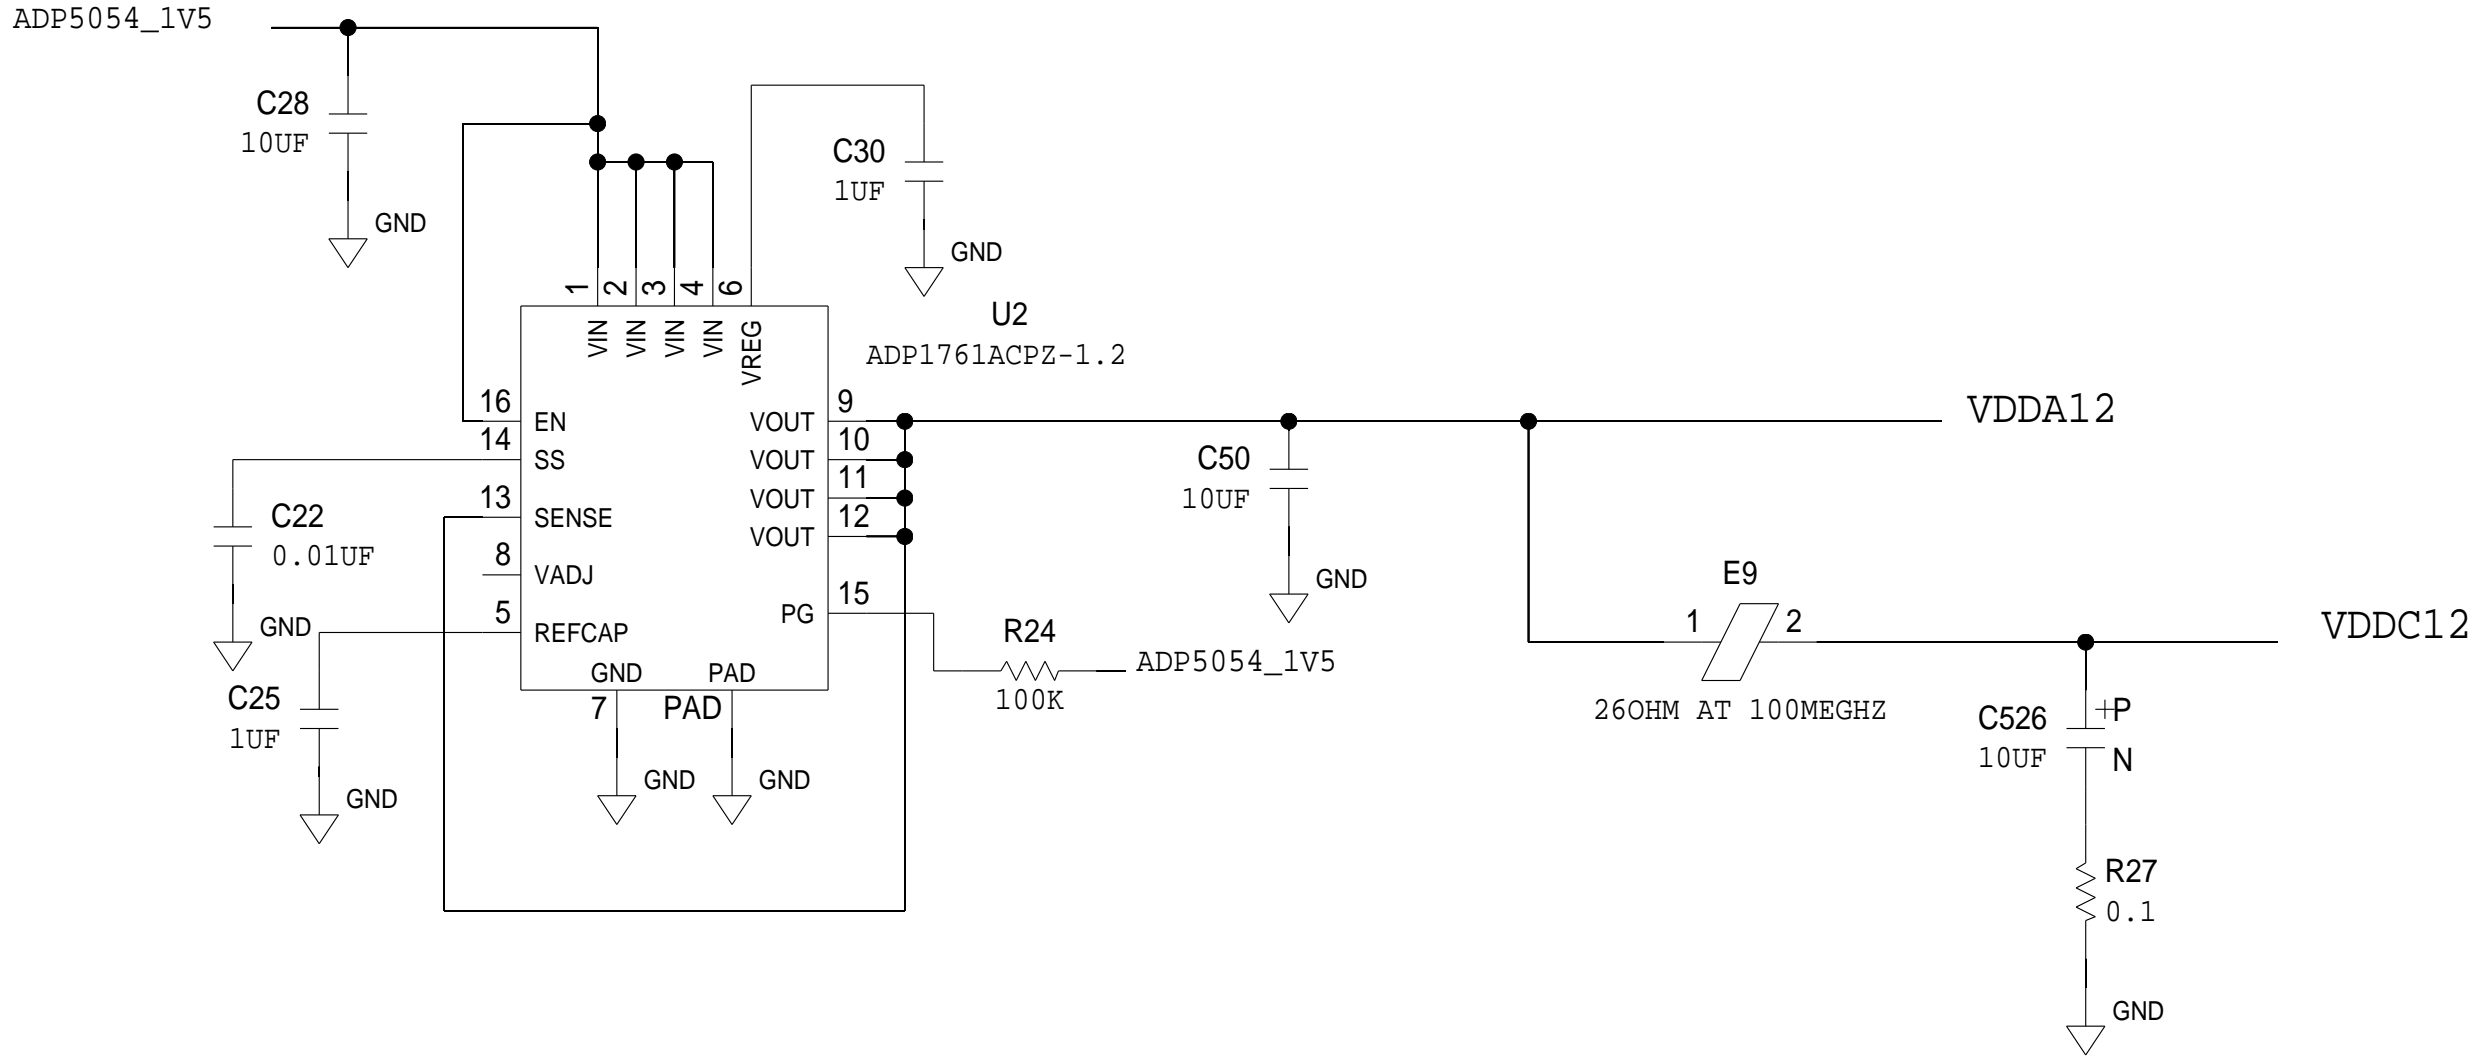 ADP5054_1V5
C28
10UF
GND
C30
1UF
GND
1
2
3
4
6
VIN
VIN
VIN
VIN
VREG
U2
ADP1761ACPZ-1.2
16
EN
14
SS
13
SENSE
8
VADJ
5
REFCAP
9
VOUT
10
VOUT
11
VOUT
12
VOUT
15
PG
GND
PAD
7
PAD
GND
GND
C22
0.01UF
GND
C25
1UF
GND
R24
100K
ADP5054_1V5
C50
10UF
GND
VDDA12
E9
1
2
26OHM AT 100MEGHZ
VDDC12
C526
10UF
+P
N
R27
0.1
GND